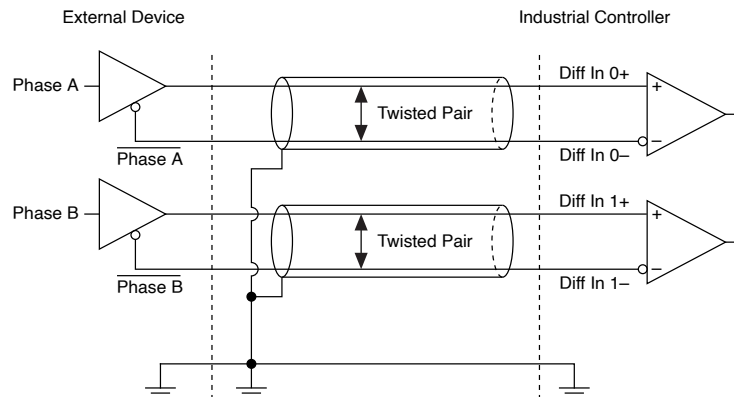 External Device
Industrial Controller
Phase A
Diff In 0+
+
Twisted Pair
–
Phase A
Diff In 0–
Phase B
Diff In 1+
+
Twisted Pair
–
Phase B
Diff In 1–